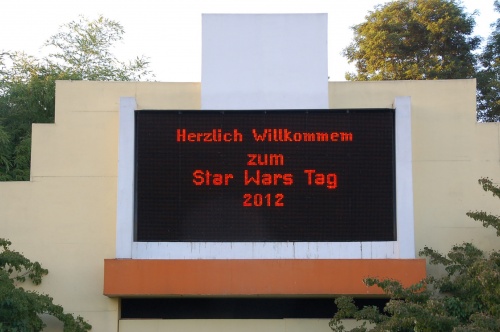 Herzlich Willkommem
zum
Star Wars Tag
2012